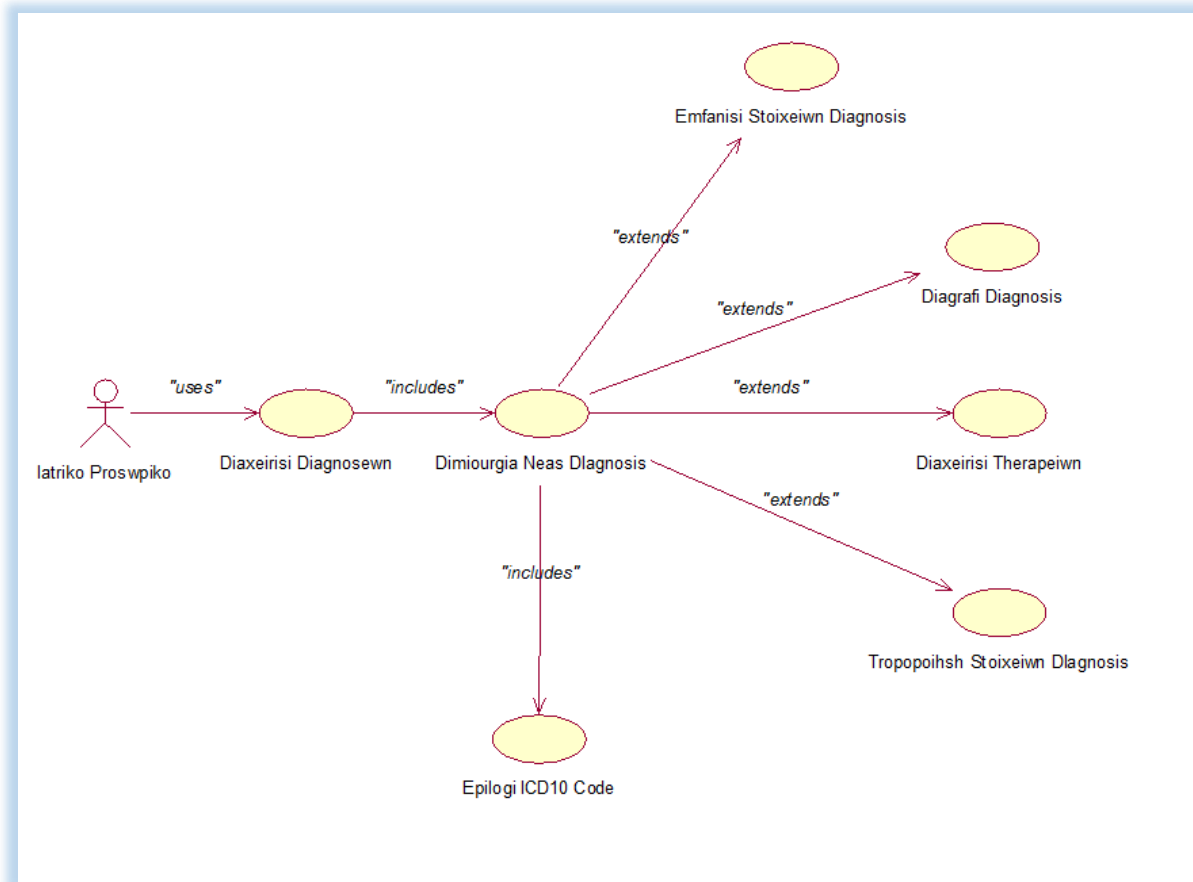 Emfanisi Stoixeiwn Diagnosis
"extends"
Diagrafi Diagnosis
"extends"
"uses"
"includes"
"extends"
Iatriko Proswpiko
Diaxeirisi Diagnosewn
Dimiourgia Neas DIagnosis
Diaxeirisi Therapeiwn
"extends"
"includes"
Tropopoihsh Stoixeiwn DIagnosis
Epilogi ICD10 Code